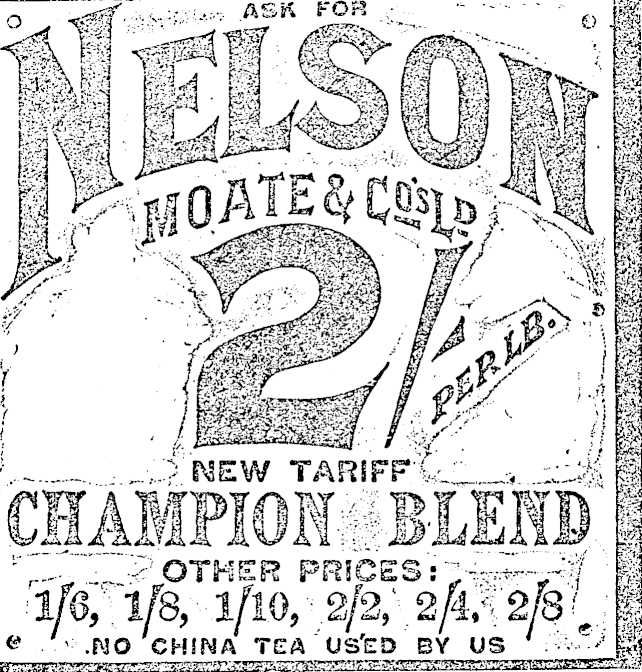 ASK FOR
NELSON
MOATE & CO'S LD
2/-
PER LB.
NEW TARIFF
CHAMPION BLEND
OTHER PRICES:
1/6, 1/8, 1/10, 2/2, 2/4, 2/8
NO CHINA TEA USED BY US